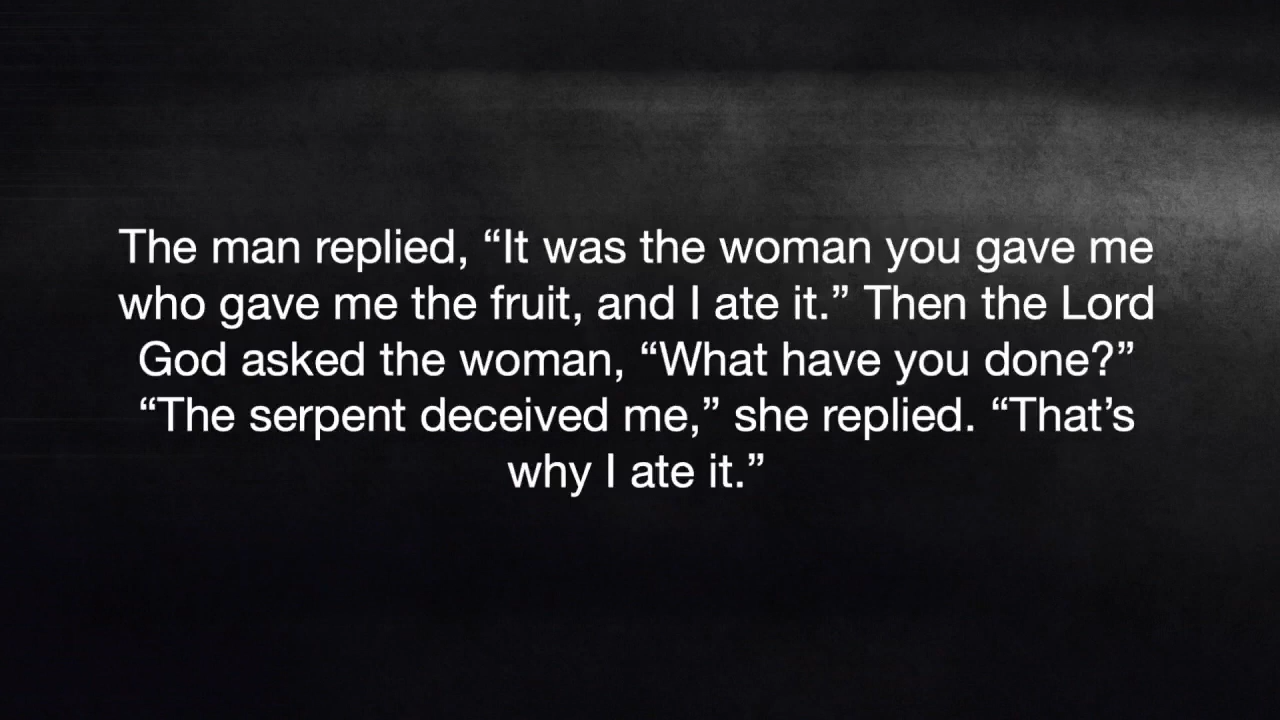 The man replied, “It was the woman you gave me
who gave me the fruit, and I ate it.” Then the Lord
God asked the woman, “What have you done?”
“The serpent deceived me,” she replied. “That’s
why I ate it.”